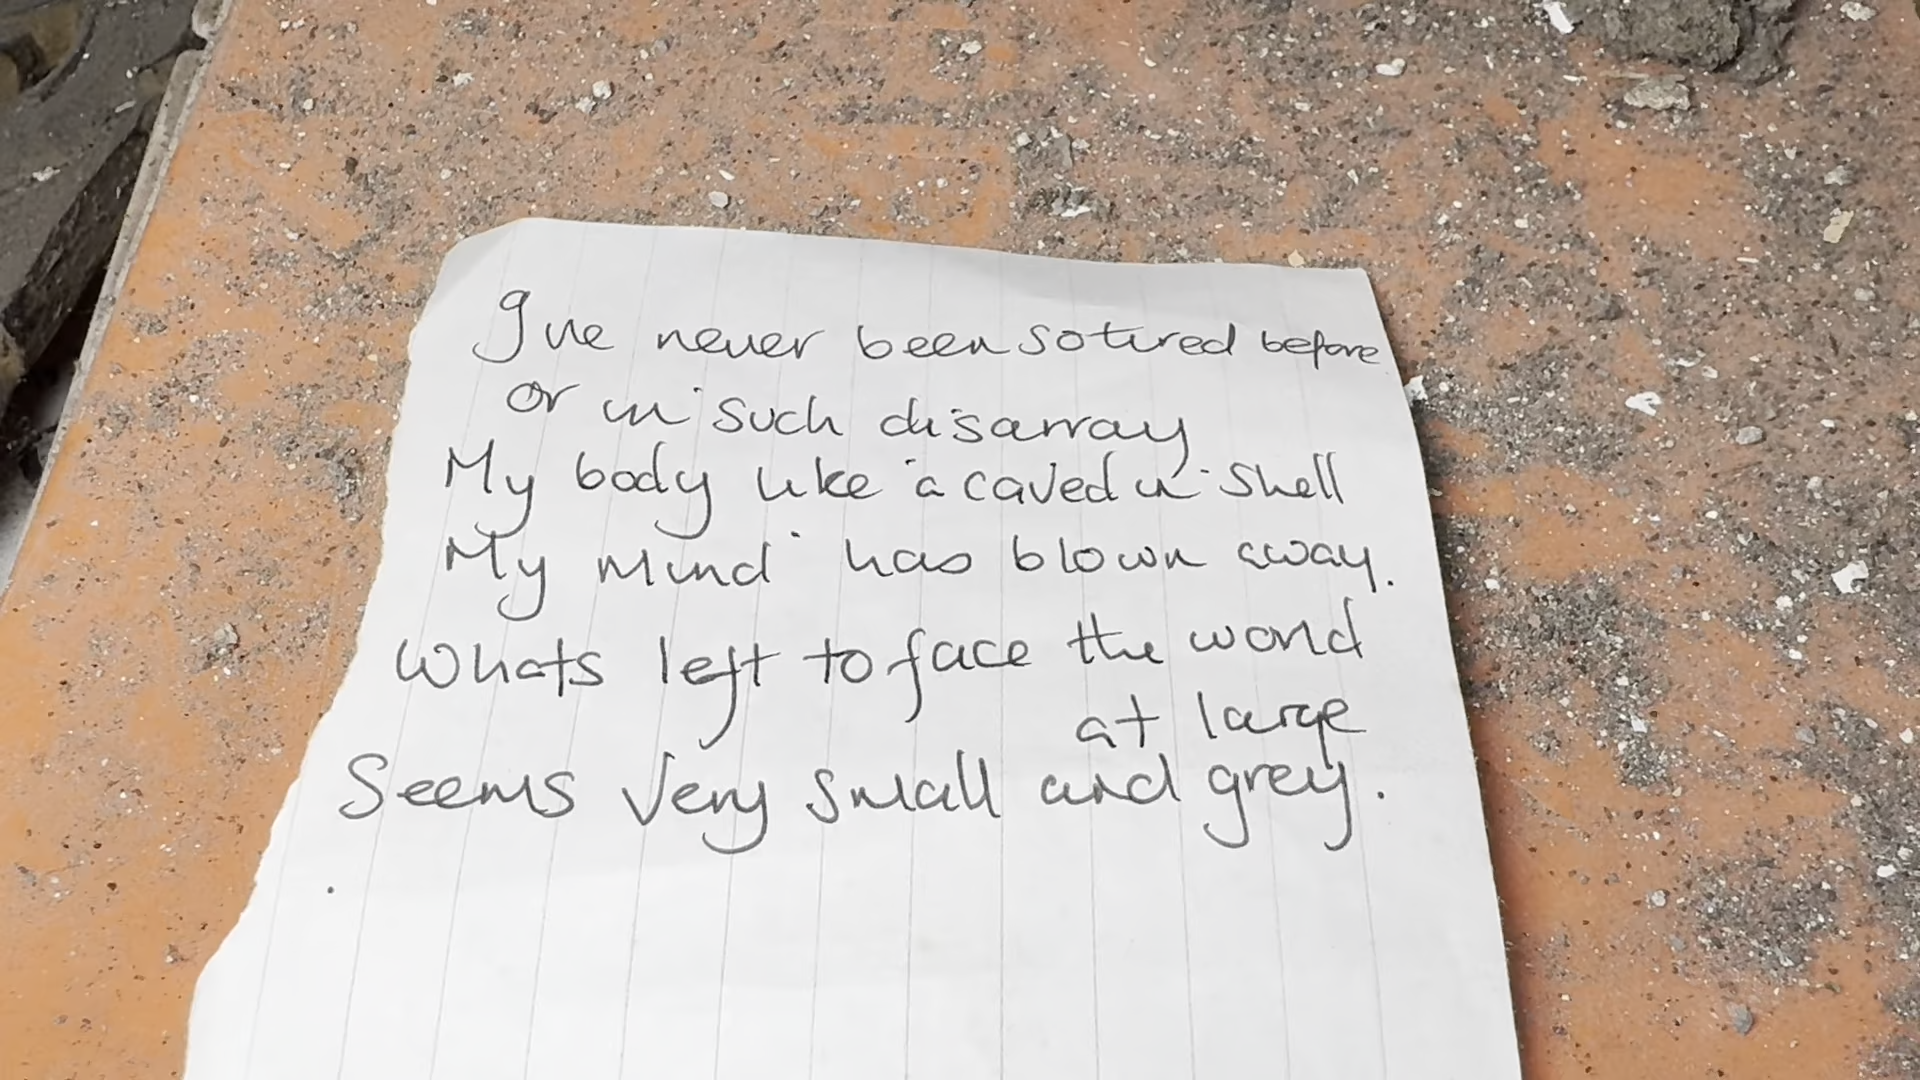 Ive never been so tired before
or in such disarray
My body like a caved in shell
My mind has blown away.
Whats left to face the world
at large
Seems very small and grey.